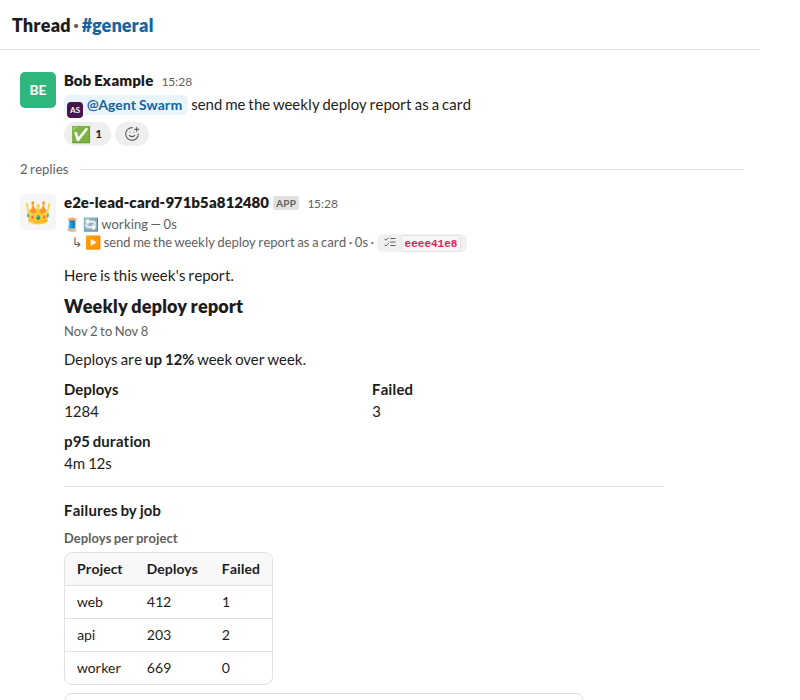 Thread · #general
BE
Bob Example 15:28
AS @Agent Swarm send me the weekly deploy report as a card
1
2 replies
e2e-lead-card-971b5a812480 APP 15:28
working — 0s
↳ send me the weekly deploy report as a card · 0s · eeee41e8
Here is this week's report.
Weekly deploy report
Nov 2 to Nov 8
Deploys are up 12% week over week.
Deploys Failed
1284 3
p95 duration
4m 12s
Failures by job
Deploys per project
Project Deploys Failed
web 412 1
api 203 2
worker 669 0